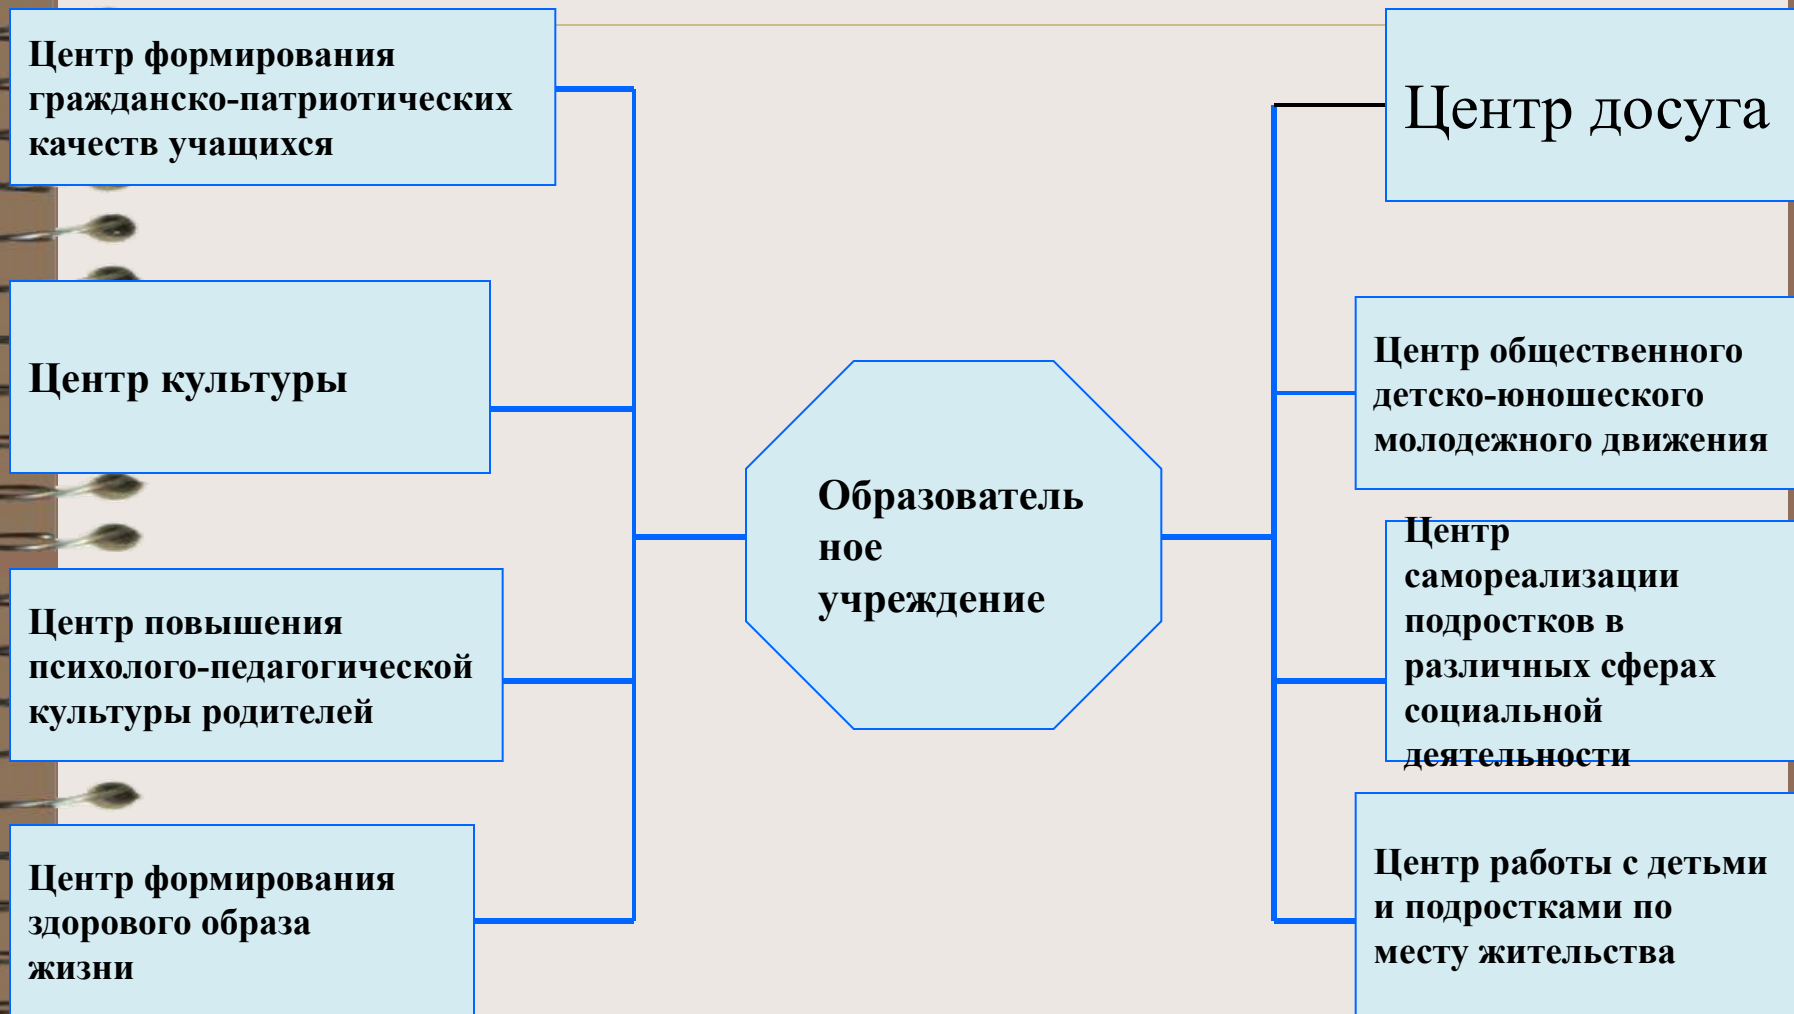 Центр формирования
гражданско-патриотических
качеств учащихся
Центр культуры
Центр повышения
психолого-педагогической
культуры родителей
Центр формирования
здорового образа
жизни
Образователь
ное
учреждение
Центр досуга
Центр общественного
детско-юношеского
молодежного движения
Центр
самореализации
подростков в
различных сферах
социальной
деятельности
Центр работы с детьми
и подростками по
месту жительства